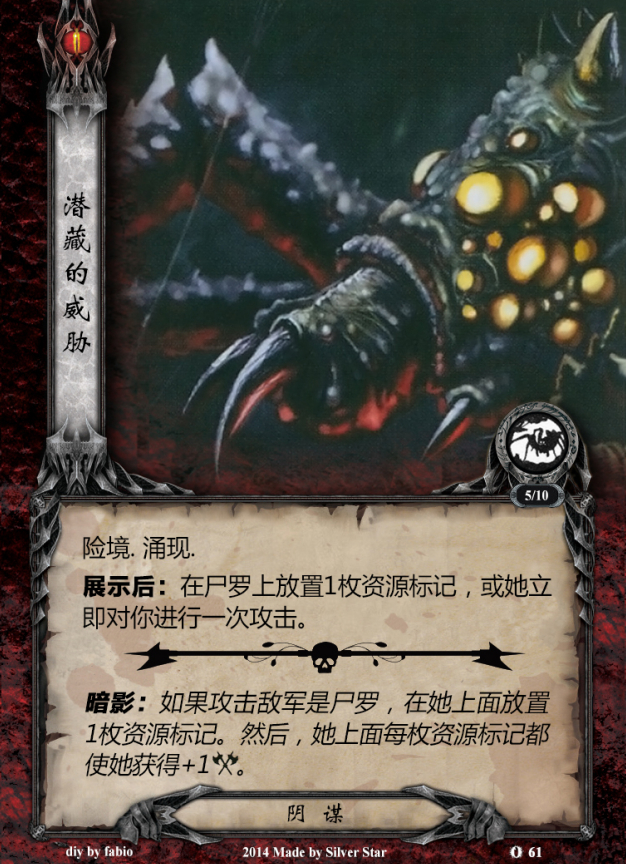 潜藏的威胁
5/10
险境. 涌现.
展示后：在尸罗上放置1枚资源标记，或她立
即对你进行一次攻击。
暗影：如果攻击敌军是尸罗，在她上面放置
1枚资源标记。然后，她上面每枚资源标记都
使她获得+1。
阴谋
diy by fabio
2014 Made by Silver Star
61